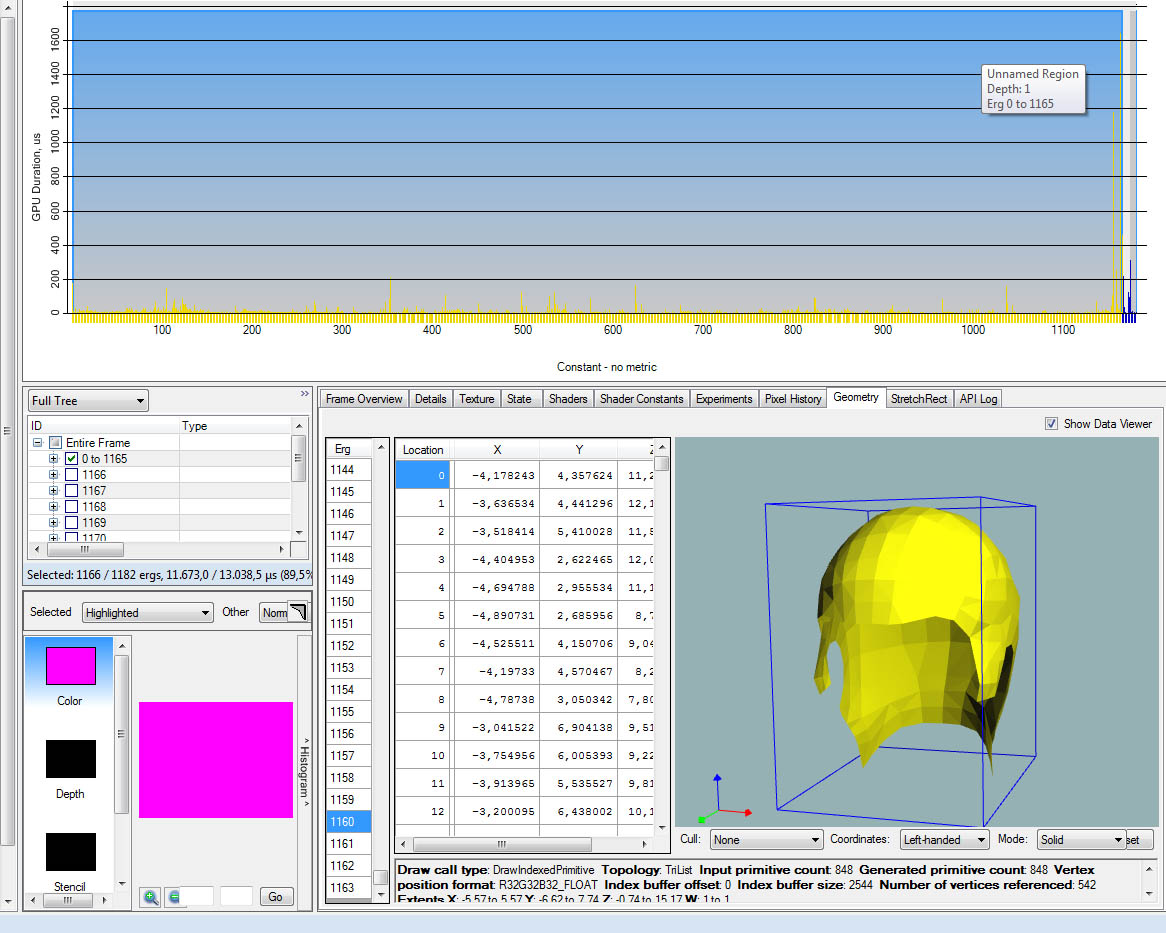 1600
1400
1200
1000
800
600
400
200
0
GPU Duration, us
Unnamed Region
Depth: 1
Erg 0 to 1165
100 200 300 400 500 600 700 800 900 1000 1100
Constant - no metric
Full Tree
»
ID Type
Entire Frame
0 to 1165
1166
1167
1168
1169
1170
Selected: 1166 / 1182 ergs, 11.673,0 / 13.038,5 µs (89,5%
Selected Highlighted Other Norm
Color
Depth
Stencil
> Histogram >
Go
Frame Overview Details Texture State Shaders Shader Constants Experiments Pixel History Geometry StretchRect API Log
Show Data Viewer
Erg
1144
1145
1146
1147
1148
1149
1150
1151
1152
1153
1154
1155
1156
1157
1158
1159
1160
1161
1162
1163
Location X Y Z
0 -4,178243 4,357624 11,2
1 -3,636534 4,441296 12,1
2 -3,518414 5,410028 11,5
3 -4,404953 2,622465 12,0
4 -4,694788 2,955534 11,1
5 -4,890731 2,685956 8,7
6 -4,525511 4,150706 9,04
7 -4,19733 4,570467 8,2
8 -4,78738 3,050342 7,80
9 -3,041522 6,904138 9,51
10 -3,754956 6,005393 9,22
11 -3,913965 5,535527 9,81
12 -3,200095 6,438002 10,1
Cull: None Coordinates: Left-handed Mode: Solid set
Draw call type: DrawIndexedPrimitive Topology: TriList Input primitive count: 848 Generated primitive count: 848 Vertex
position format: R32G32B32_FLOAT Index buffer offset: 0 Index buffer size: 2544 Number of vertices referenced: 542
Extents X: -5.57 to 5.57 Y: -6.62 to 7.74 Z: -0.74 to 15.17 W: 1 to 1